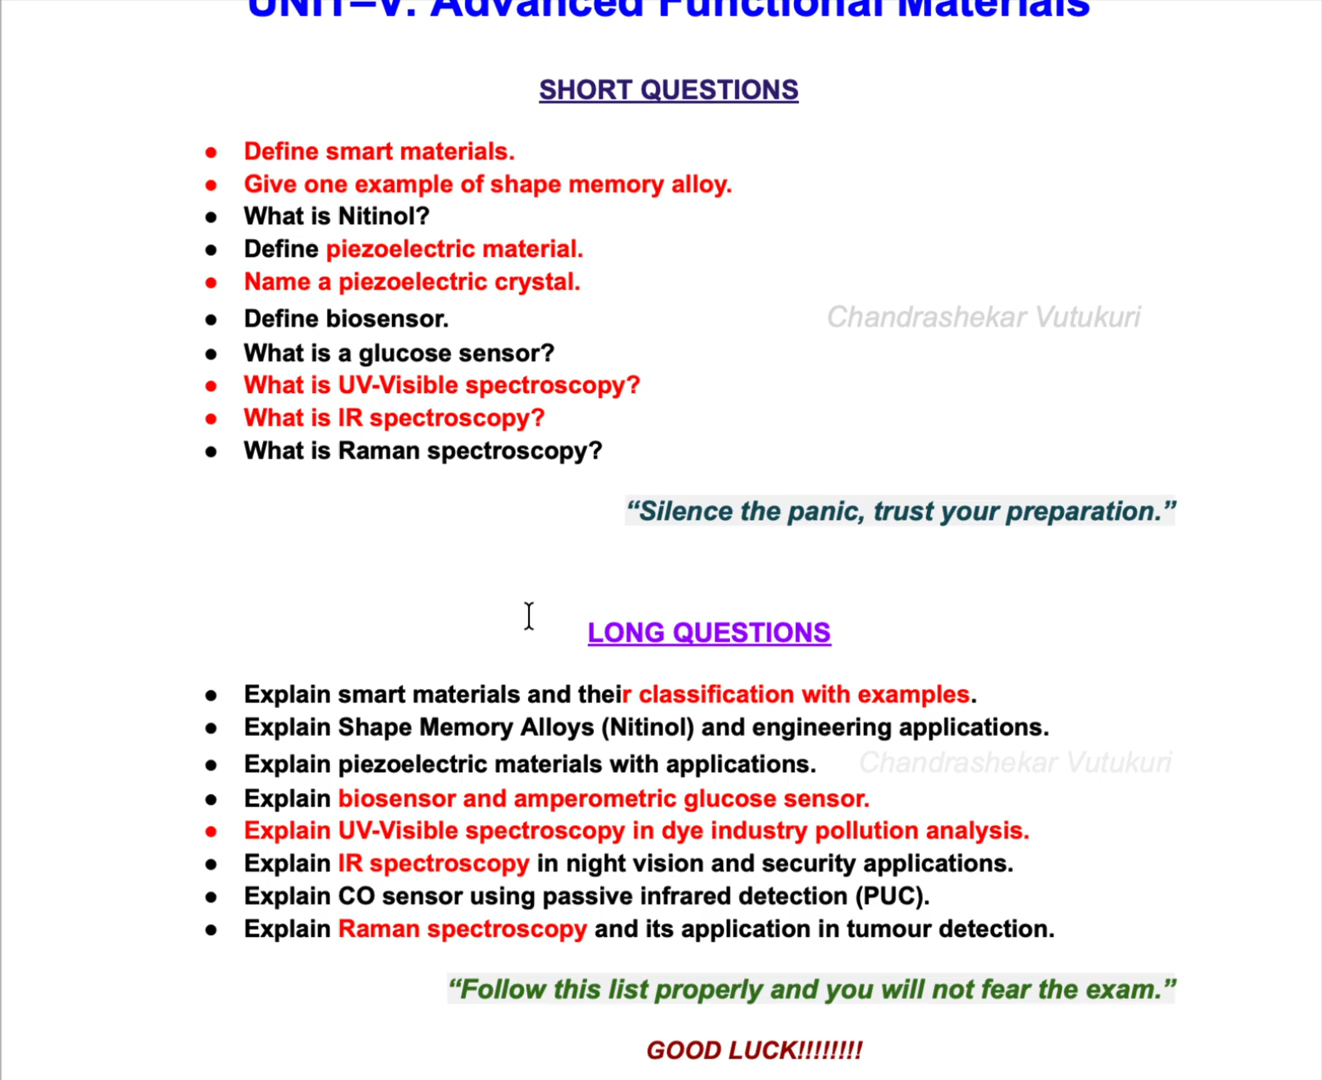 UNIT–V: Advanced Functional Materials
SHORT QUESTIONS
● Define smart materials.
● Give one example of shape memory alloy.
● What is Nitinol?
● Define piezoelectric material.
● Name a piezoelectric crystal.
● Define biosensor.
Chandrashekar Vutukuri
● What is a glucose sensor?
● What is UV-Visible spectroscopy?
● What is IR spectroscopy?
● What is Raman spectroscopy?
“Silence the panic, trust your preparation.”
LONG QUESTIONS
● Explain smart materials and their classification with examples.
● Explain Shape Memory Alloys (Nitinol) and engineering applications.
● Explain piezoelectric materials with applications.
Chandrashekar Vutukuri
● Explain biosensor and amperometric glucose sensor.
● Explain UV-Visible spectroscopy in dye industry pollution analysis.
● Explain IR spectroscopy in night vision and security applications.
● Explain CO sensor using passive infrared detection (PUC).
● Explain Raman spectroscopy and its application in tumour detection.
“Follow this list properly and you will not fear the exam.”
GOOD LUCK!!!!!!!!